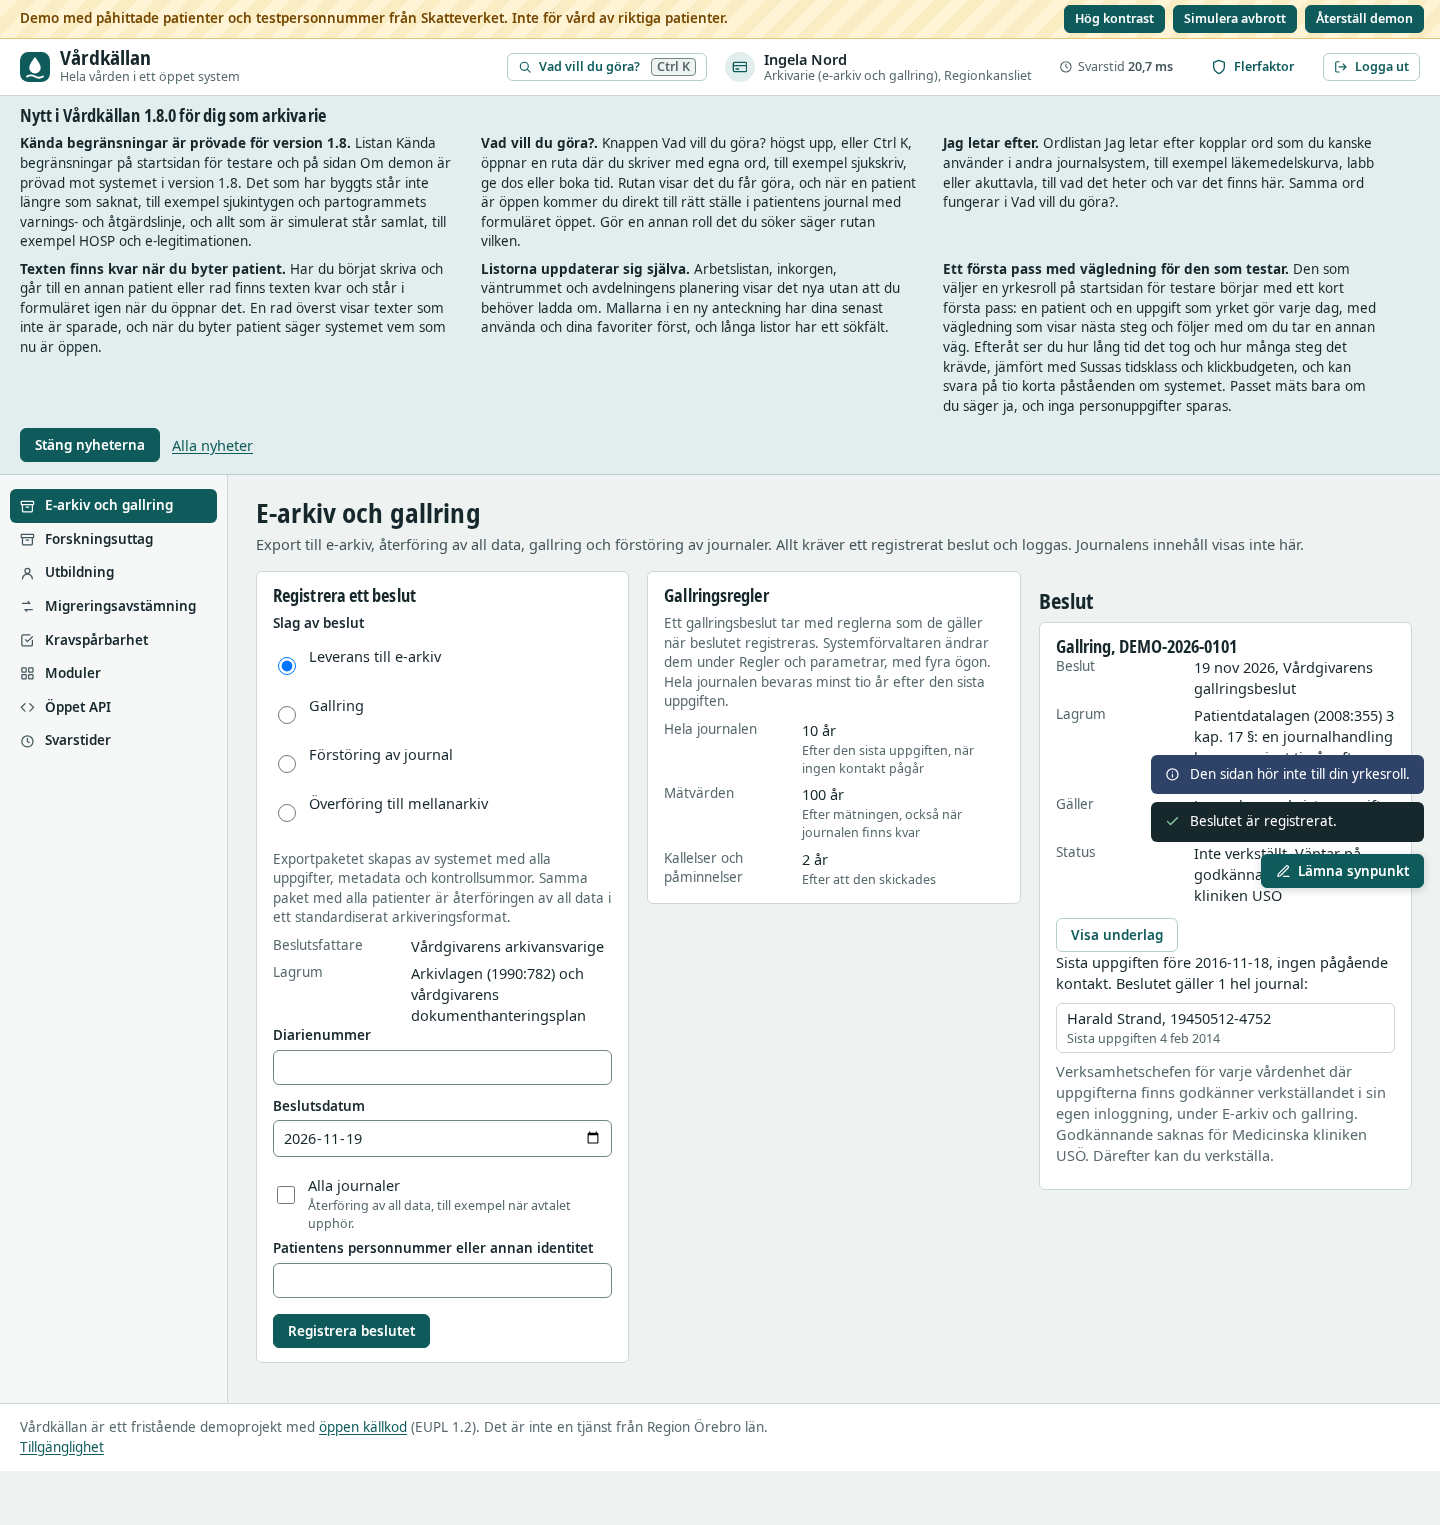 Demo med påhittade patienter och testpersonnummer från Skatteverket. Inte för vård av riktiga patienter.
Hög kontrast
Simulera avbrott
Återställ demon
Vårdkällan
Hela vården i ett öppet system
Vad vill du göra? Ctrl K
Ingela Nord
Arkivarie (e-arkiv och gallring), Regionkansliet
Svarstid 20,7 ms
Flerfaktor
Logga ut
Nytt i Vårdkällan 1.8.0 för dig som arkivarie
Kända begränsningar är prövade för version 1.8. Listan Kända
begränsningar på startsidan för testare och på sidan Om demon är
prövad mot systemet i version 1.8. Det som har byggts står inte
längre som saknat, till exempel sjukintygen och partogrammets
varnings- och åtgärdslinje, och allt som är simulerat står samlat, till
exempel HOSP och e-legitimationen.
Vad vill du göra?. Knappen Vad vill du göra? högst upp, eller Ctrl K,
öppnar en ruta där du skriver med egna ord, till exempel sjukskriv,
ge dos eller boka tid. Rutan visar det du får göra, och när en patient
är öppen kommer du direkt till rätt ställe i patientens journal med
formuläret öppet. Gör en annan roll det du söker säger rutan
vilken.
Jag letar efter. Ordlistan Jag letar efter kopplar ord som du kanske
använder i andra journalsystem, till exempel läkemedelskurva, labb
eller akuttavla, till vad det heter och var det finns här. Samma ord
fungerar i Vad vill du göra?.
Texten finns kvar när du byter patient. Har du börjat skriva och
går till en annan patient eller rad finns texten kvar och står i
formuläret igen när du öppnar det. En rad överst visar texter som
inte är sparade, och när du byter patient säger systemet vem som
nu är öppen.
Listorna uppdaterar sig själva. Arbetslistan, inkorgen,
väntrummet och avdelningens planering visar det nya utan att du
behöver ladda om. Mallarna i en ny anteckning har dina senast
använda och dina favoriter först, och långa listor har ett sökfält.
Ett första pass med vägledning för den som testar. Den som
väljer en yrkesroll på startsidan för testare börjar med ett kort
första pass: en patient och en uppgift som yrket gör varje dag, med
vägledning som visar nästa steg och följer med om du tar en annan
väg. Efteråt ser du hur lång tid det tog och hur många steg det
krävde, jämfört med Sussas tidsklass och klickbudgeten, och kan
svara på tio korta påståenden om systemet. Passet mäts bara om
du säger ja, och inga personuppgifter sparas.
Stäng nyheterna
Alla nyheter
E-arkiv och gallring
Forskningsuttag
Utbildning
Migreringsavstämning
Kravspårbarhet
Moduler
Öppet API
Svarstider
E-arkiv och gallring
Export till e-arkiv, återföring av all data, gallring och förstöring av journaler. Allt kräver ett registrerat beslut och loggas. Journalens innehåll visas inte här.
Registrera ett beslut
Slag av beslut
Leverans till e-arkiv
Gallring
Förstöring av journal
Överföring till mellanarkiv
Exportpaketet skapas av systemet med alla
uppgifter, metadata och kontrollsummor. Samma
paket med alla patienter är återföringen av all data i
ett standardiserat arkiveringsformat.
Beslutsfattare
Vårdgivarens arkivansvarige
Lagrum
Arkivlagen (1990:782) och
vårdgivarens
dokumenthanteringsplan
Diarienummer
Beslutsdatum
2026-11-19
Alla journaler
Återföring av all data, till exempel när avtalet
upphör.
Patientens personnummer eller annan identitet
Registrera beslutet
Gallringsregler
Ett gallringsbeslut tar med reglerna som de gäller
när beslutet registreras. Systemförvaltaren ändrar
dem under Regler och parametrar, med fyra ögon.
Hela journalen bevaras minst tio år efter den sista
uppgiften.
Hela journalen
10 år
Efter den sista uppgiften, när
ingen kontakt pågår
Mätvärden
100 år
Efter mätningen, också när
journalen finns kvar
Kallelser och
påminnelser
2 år
Efter att den skickades
Beslut
Gallring, DEMO-2026-0101
Beslut
19 nov 2026, Vårdgivarens
gallringsbeslut
Lagrum
Patientdatalagen (2008:355) 3
kap. 17 §: en journalhandling
Den sidan hör inte till din yrkesroll.
Gäller
Beslutet är registrerat.
Status
Inte verkställt. Väntar på
godkänna
kliniken USÖ
Lämna synpunkt
Visa underlag
Sista uppgiften före 2016-11-18, ingen pågående
kontakt. Beslutet gäller 1 hel journal:
Harald Strand, 19450512-4752
Sista uppgiften 4 feb 2014
Verksamhetschefen för varje vårdenhet där
uppgifterna finns godkänner verkställandet i sin
egen inloggning, under E-arkiv och gallring.
Godkännande saknas för Medicinska kliniken
USÖ. Därefter kan du verkställa.
Vårdkällan är ett fristående demoprojekt med öppen källkod (EUPL 1.2). Det är inte en tjänst från Region Örebro län.
Tillgänglighet